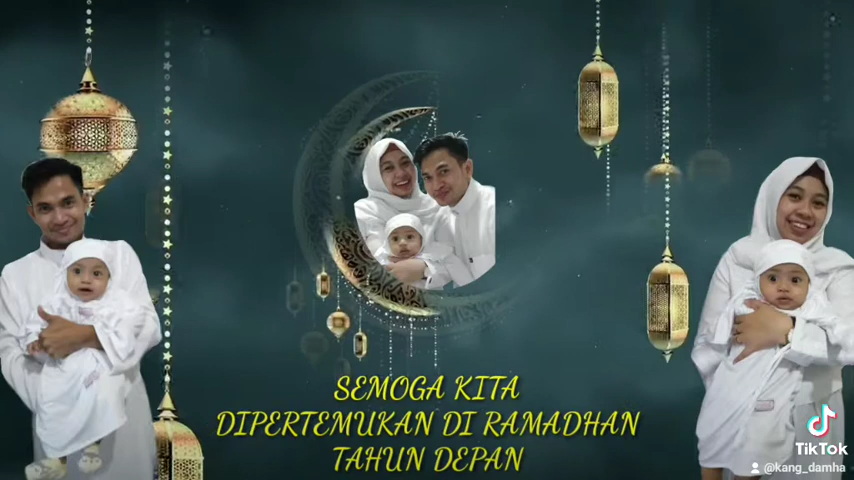 SEMOGA KITA
DIPERTEMUKAN DI RAMADHAN
TAHUN DEPAN
TikTok
@kang_damha